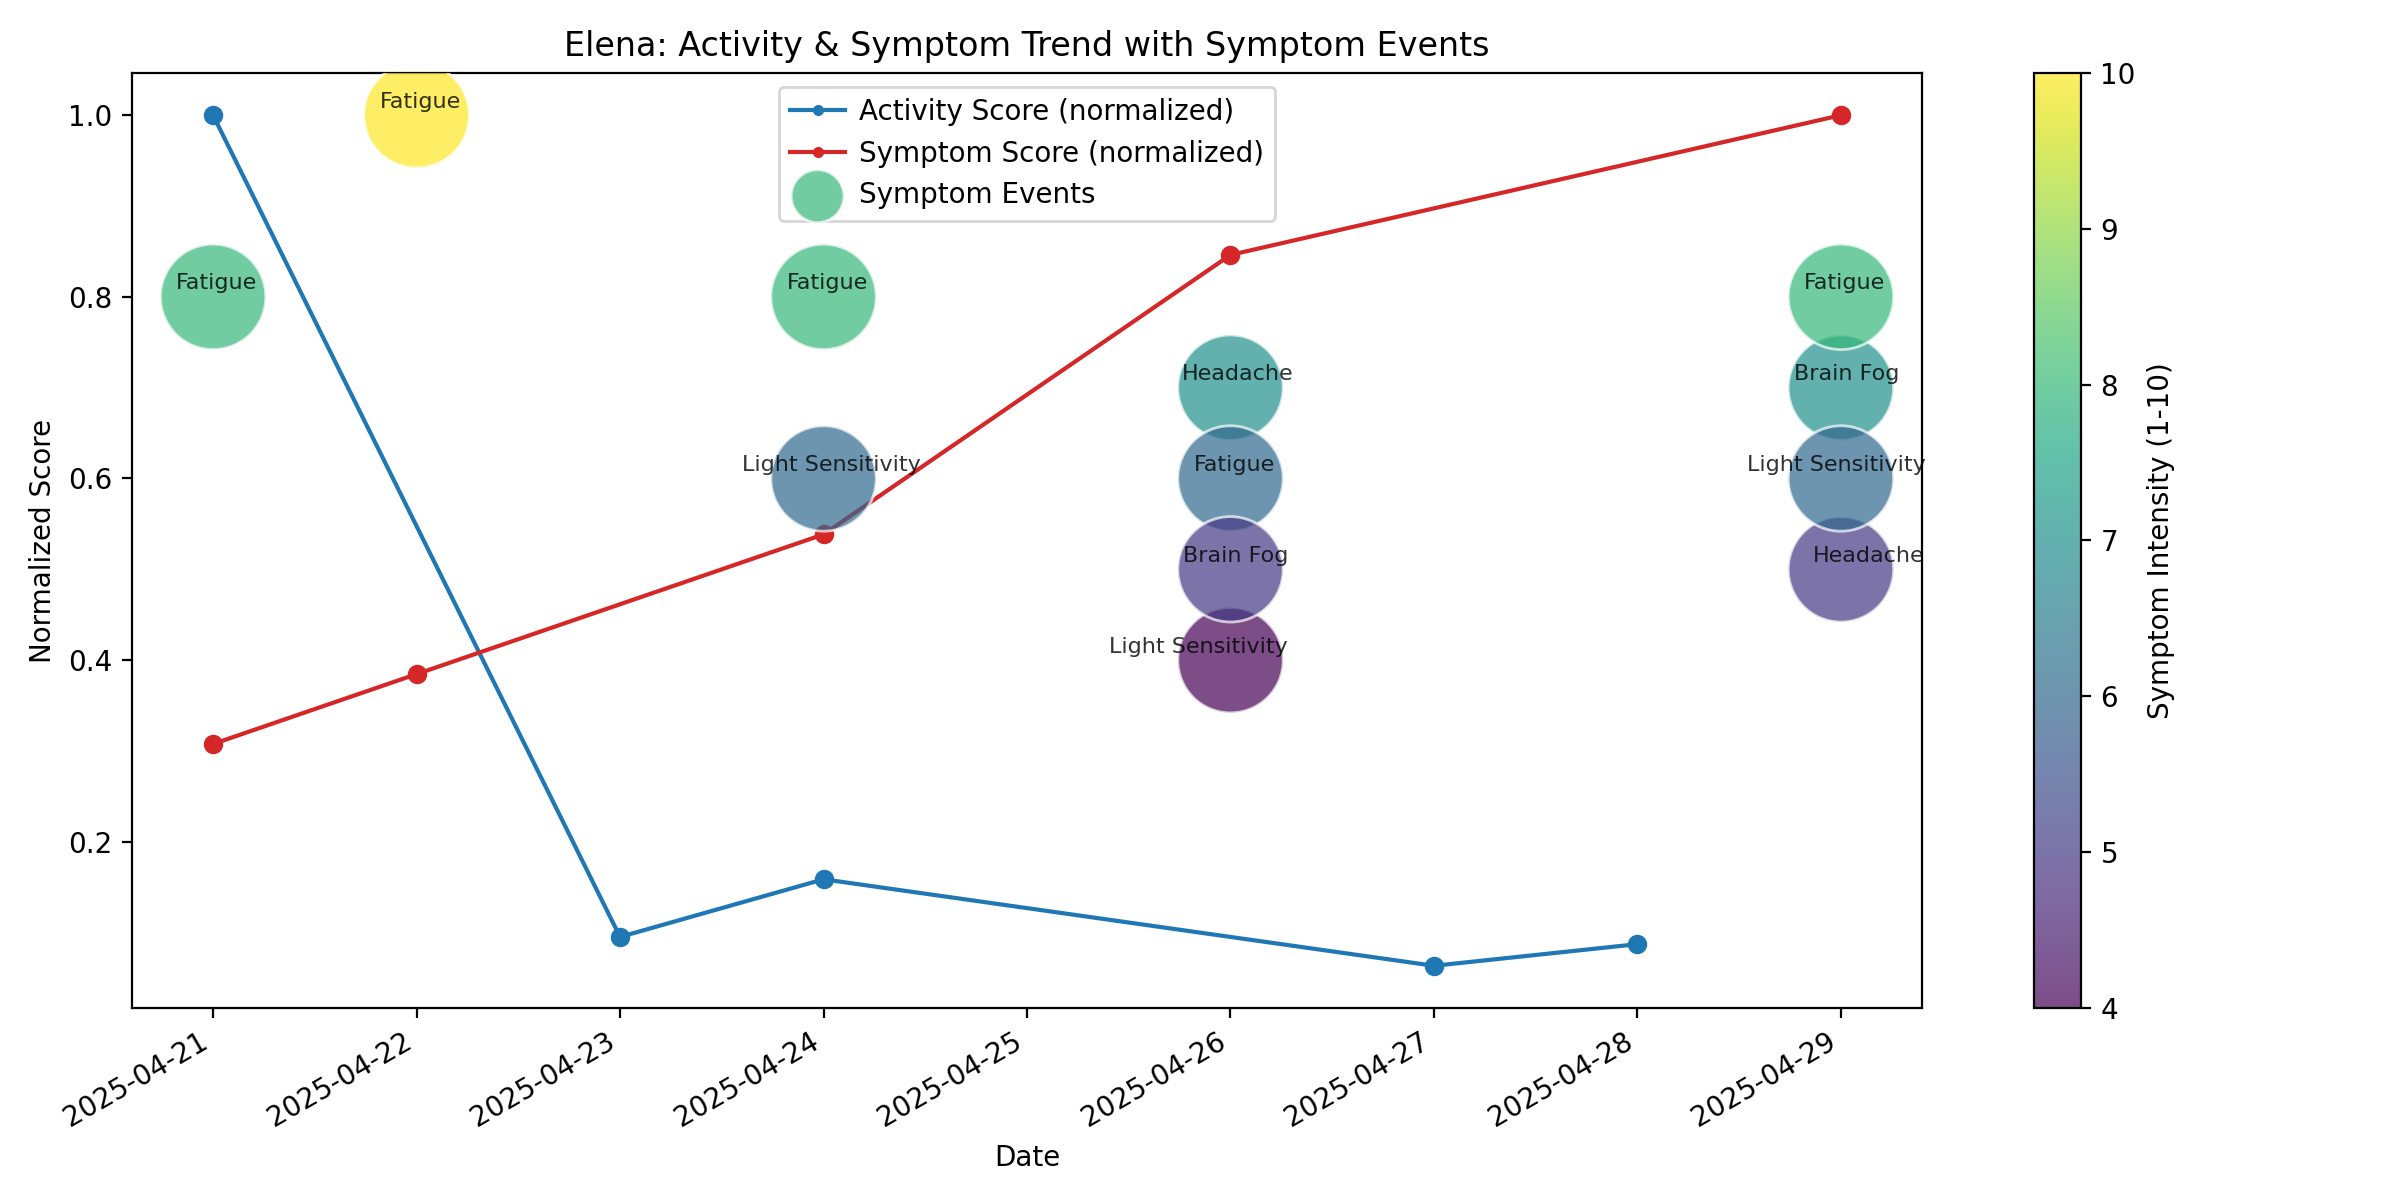 Elena: Activity & Symptom Trend with Symptom Events
Activity Score (normalized)
Symptom Score (normalized)
Symptom Events
Normalized Score
1.0
0.8
0.6
0.4
0.2
Fatigue
Fatigue
Fatigue
Light Sensitivity
Headache
Fatigue
Brain Fog
Light Sensitivity
Fatigue
Brain Fog
Light Sensitivity
Headache
2025-04-21
2025-04-22
2025-04-23
2025-04-24
2025-04-25
2025-04-26
2025-04-27
2025-04-28
2025-04-29
Date
10
9
8
7
6
5
4
Symptom Intensity (1-10)